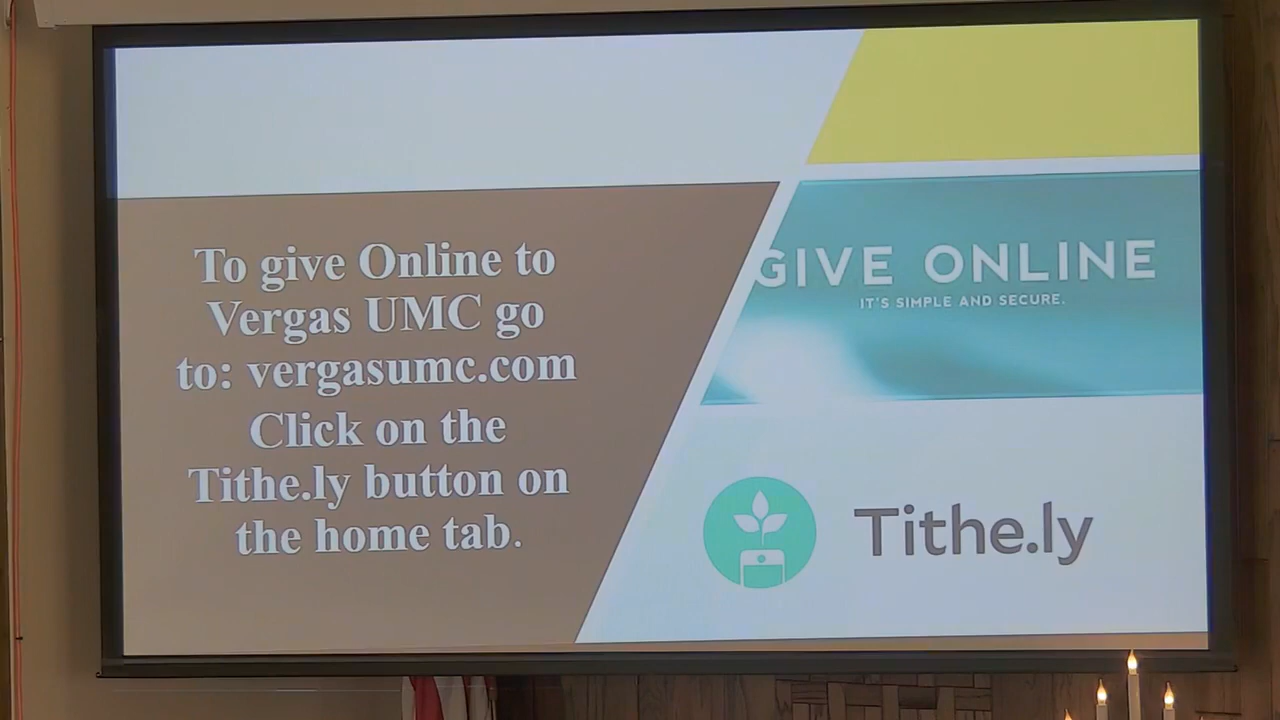 To give Online to
Vergas UMC go
to: vergasumc.com
Click on the
Tithe.ly button on
the home tab.
GIVE ONLINE
IT'S SIMPLE AND SECURE.
Tithe.ly